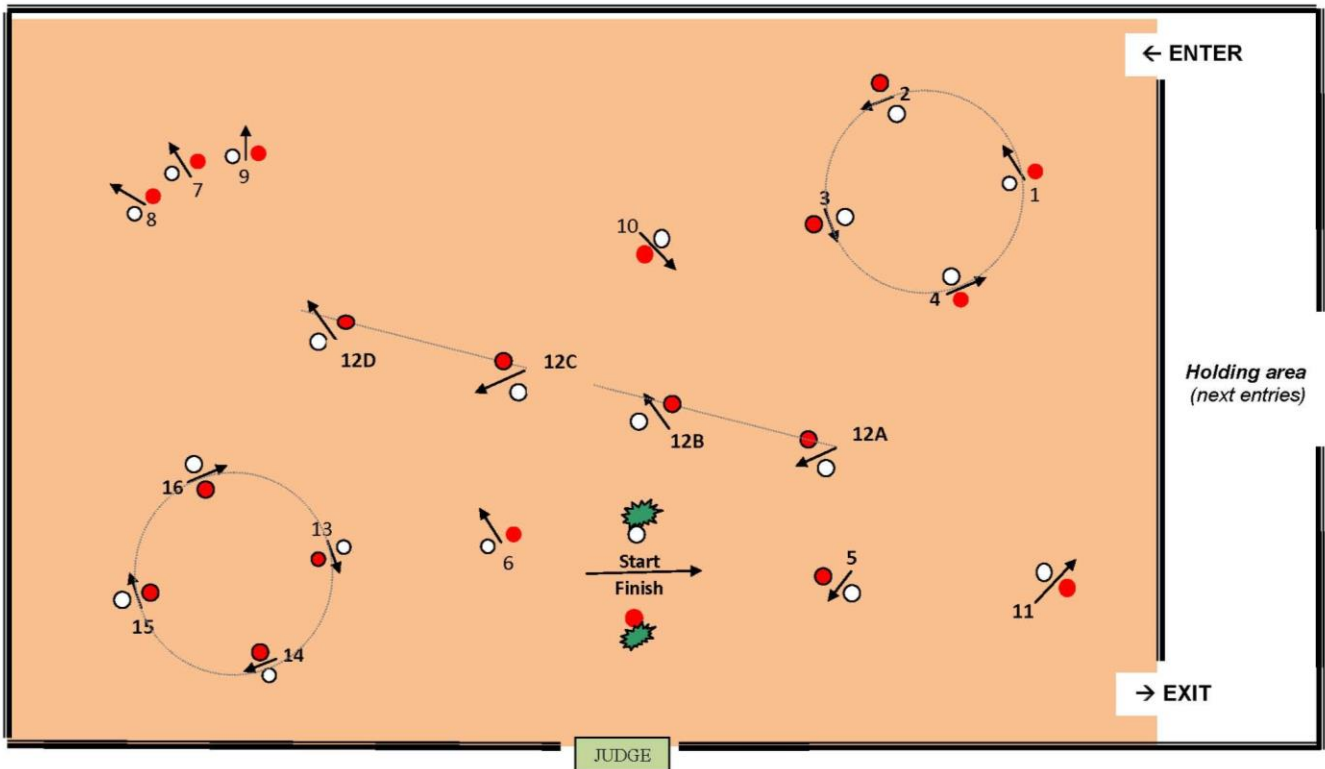 ← ENTER
2
1
9
7
8
3
10
4
12D
12C
Holding area
(next entries)
12B
12A
16
13
6
Start
Finish
5
11
15
14
→ EXIT
JUDGE